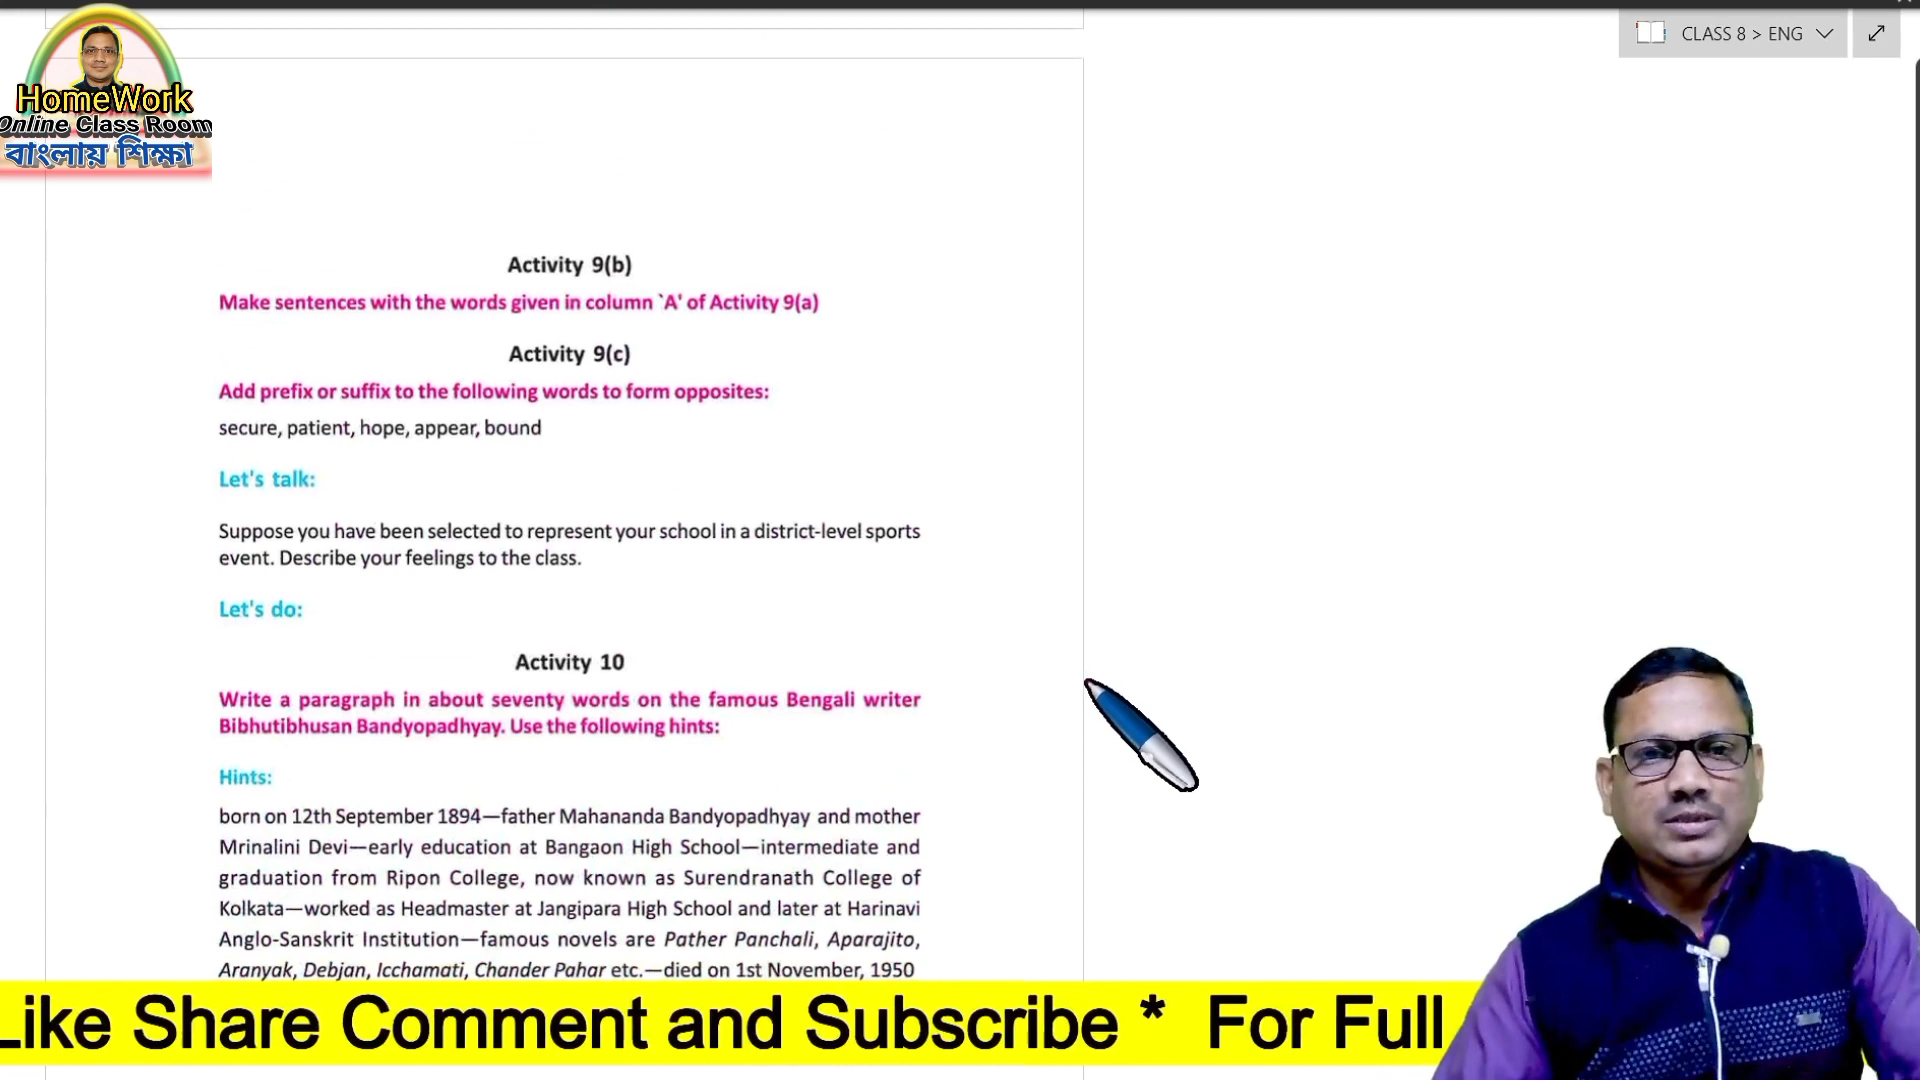 HomeWork
Online Class Room
বাংলায় শিক্ষা
CLASS 8 > ENG
Activity 9(b)
Make sentences with the words given in column `A' of Activity 9(a)
Activity 9(c)
Add prefix or suffix to the following words to form opposites:
secure, patient, hope, appear, bound
Let's talk:
Suppose you have been selected to represent your school in a district-level sports
event. Describe your feelings to the class.
Let's do:
Activity 10
Write a paragraph in about seventy words on the famous Bengali writer
Bibhutibhusan Bandyopadhyay. Use the following hints:
Hints:
born on 12th September 1894—father Mahananda Bandyopadhyay and mother
Mrinalini Devi—early education at Bangaon High School—intermediate and
graduation from Ripon College, now known as Surendranath College of
Kolkata—worked as Headmaster at Jangipara High School and later at Harinavi
Anglo-Sanskrit Institution—famous novels are Pather Panchali, Aparajito,
Aranyak, Debjan, Icchamati, Chander Pahar etc.—died on 1st November, 1950
Like Share Comment and Subscribe * For Full